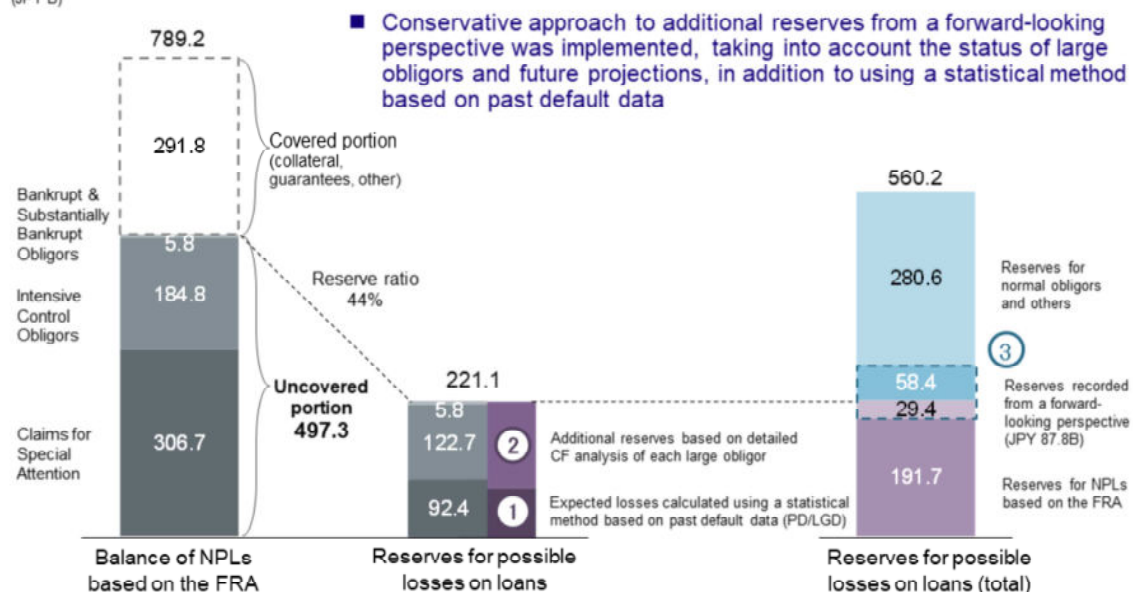 (JPY B)
■ Conservative approach to additional reserves from a forward-looking
perspective was implemented, taking into account the status of large
obligors and future projections, in addition to using a statistical method
based on past default data
789.2
291.8
Covered portion
(collateral,
guarantees, other)
Bankrupt &
Substantially
Bankrupt
Obligors
5.8
Intensive
Control
Obligors
184.8
Claims for
Special
Attention
306.7
Uncovered
portion
497.3
Balance of NPLs
based on the FRA
Reserve ratio
44%
221.1
5.8
122.7
92.4
2
Additional reserves based on detailed
CF analysis of each large obligor
1
Expected losses calculated using a statistical
method based on past default data (PD/LGD)
Reserves for possible
losses on loans
560.2
280.6
Reserves for
normal obligors
and others
3
58.4
29.4
Reserves recorded
from a forward-
looking perspective
(JPY 87.8B)
191.7
Reserves for NPLs
based on the FRA
Reserves for possible
losses on loans (total)